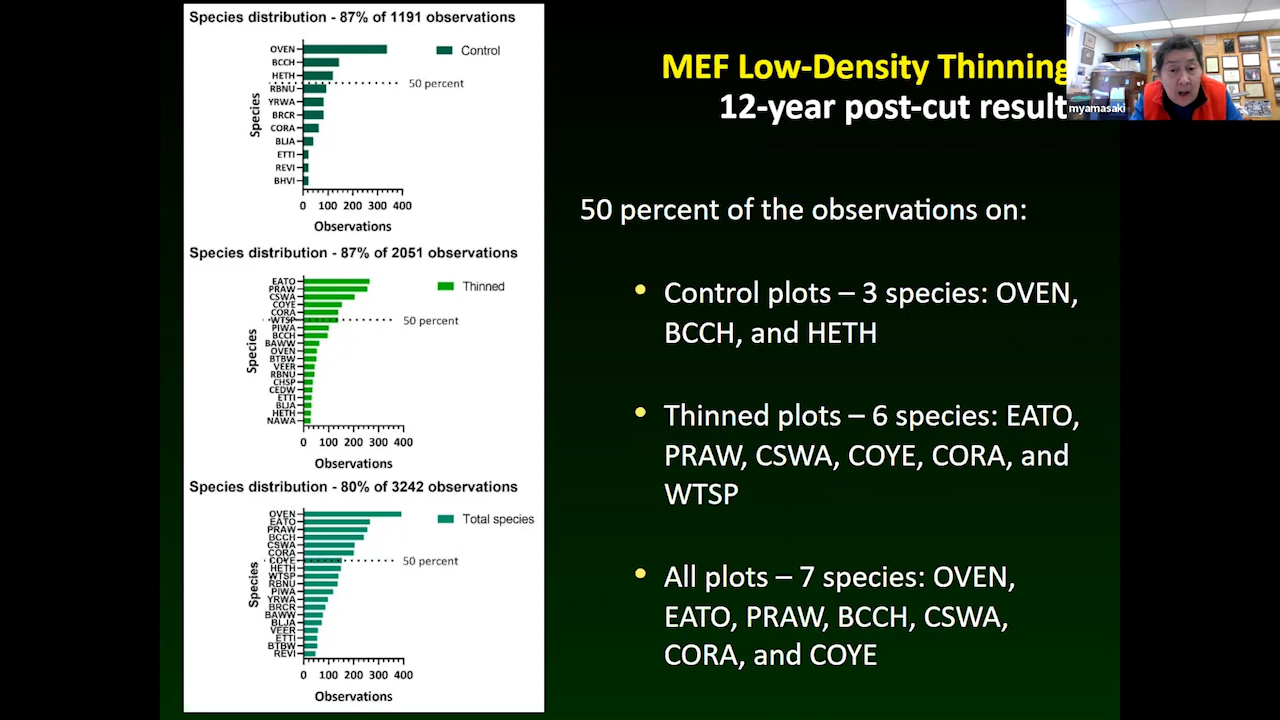 Species distribution - 87% of 1191 observations
OVEN
BCCH
HETH
RBNU
YRWA
BRCR
CORA
BLJA
ETTI
REVI
BHVI
Species
Control
50 percent
0 100 200 300 400
Observations
Species distribution - 87% of 2051 observations
EATO
PRAW
CSWA
COYE
CORA
WTSP
PIWA
BCCH
BAWW
OVEN
BTBW
VEER
RBNU
CHSP
CEDW
ETTI
BLJA
HETH
NAWA
Species
Thinned
50 percent
0 100 200 300 400
Observations
Species distribution - 80% of 3242 observations
OVEN
EATO
PRAW
BCCH
CSWA
CORA
COYE
HETH
WTSP
RBNU
PIWA
YRWA
BRCR
BAWW
BLJA
VEER
ETTI
BTBW
REVI
Species
Total species
50 percent
0 100 200 300 400
Observations
MEF Low-Density Thinning
12-year post-cut result
myamasaki
50 percent of the observations on:
• Control plots – 3 species: OVEN,
BCCH, and HETH
• Thinned plots – 6 species: EATO,
PRAW, CSWA, COYE, CORA, and
WTSP
• All plots – 7 species: OVEN,
EATO, PRAW, BCCH, CSWA,
CORA, and COYE